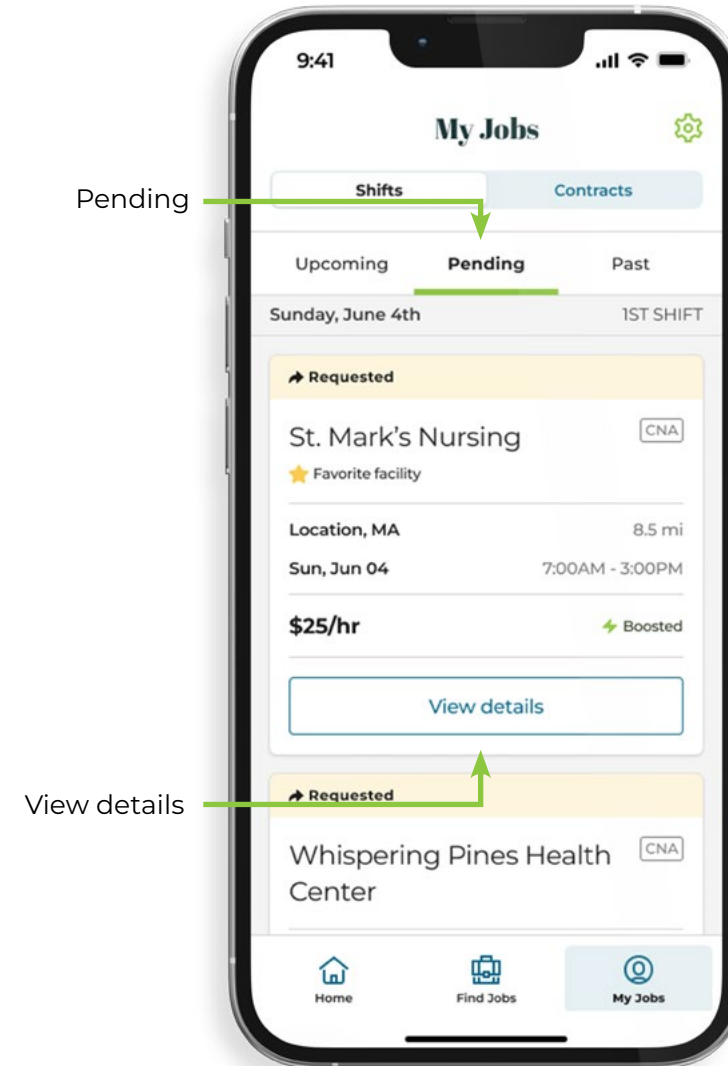 9:41
My Jobs
Shifts Contracts
Pending
Upcoming Pending Past
Sunday, June 4th 1ST SHIFT
Requested
St. Mark's Nursing CNA
Favorite facility
Location, MA 8.5 mi
Sun, Jun 04 7:00AM - 3:00PM
$25/hr Boosted
View details
View details
Requested
Whispering Pines Health CNA
Center
Home Find Jobs My Jobs